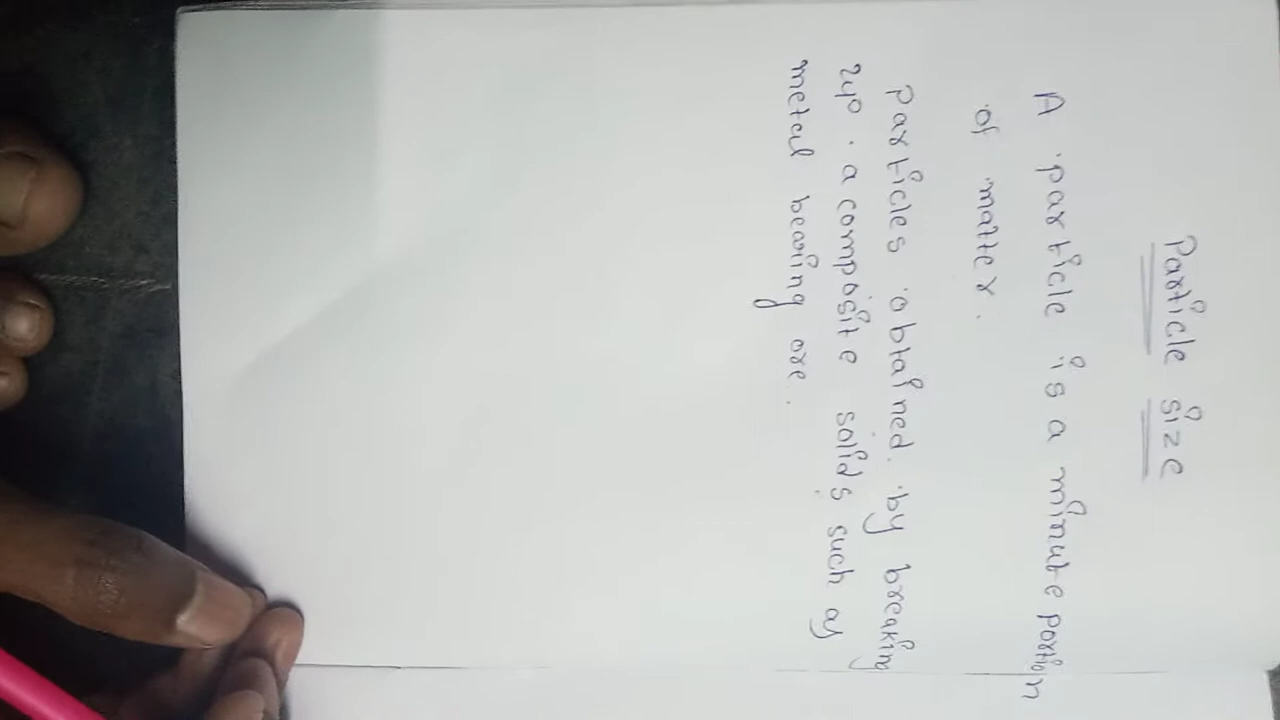 Particle size
A particle is a minute portion
of matter.
Particles obtained. by breaking
up. a composite solids such as
metal bearing ore.